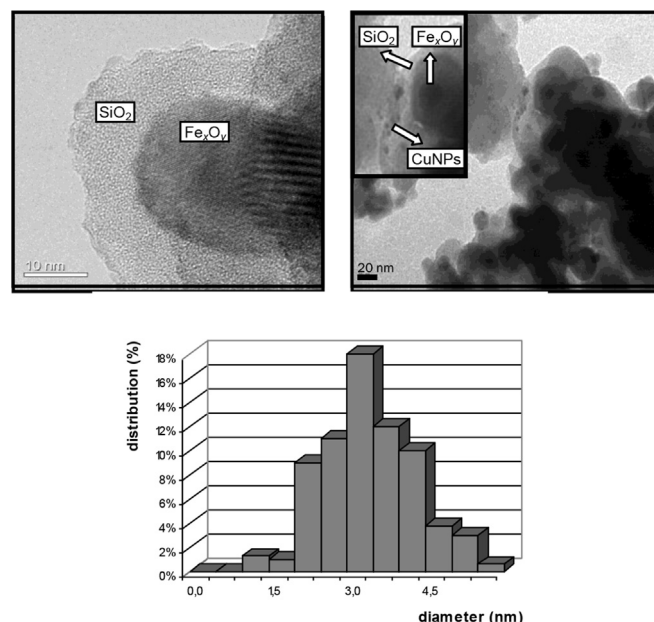 SiO2
FexOy
10 nm
SiO2
FexOy
CuNPs
20 nm
distribution (%)
18%
16%
14%
12%
10%
8%
6%
4%
2%
0%
0,0
1,5
3,0
4,5
diameter (nm)